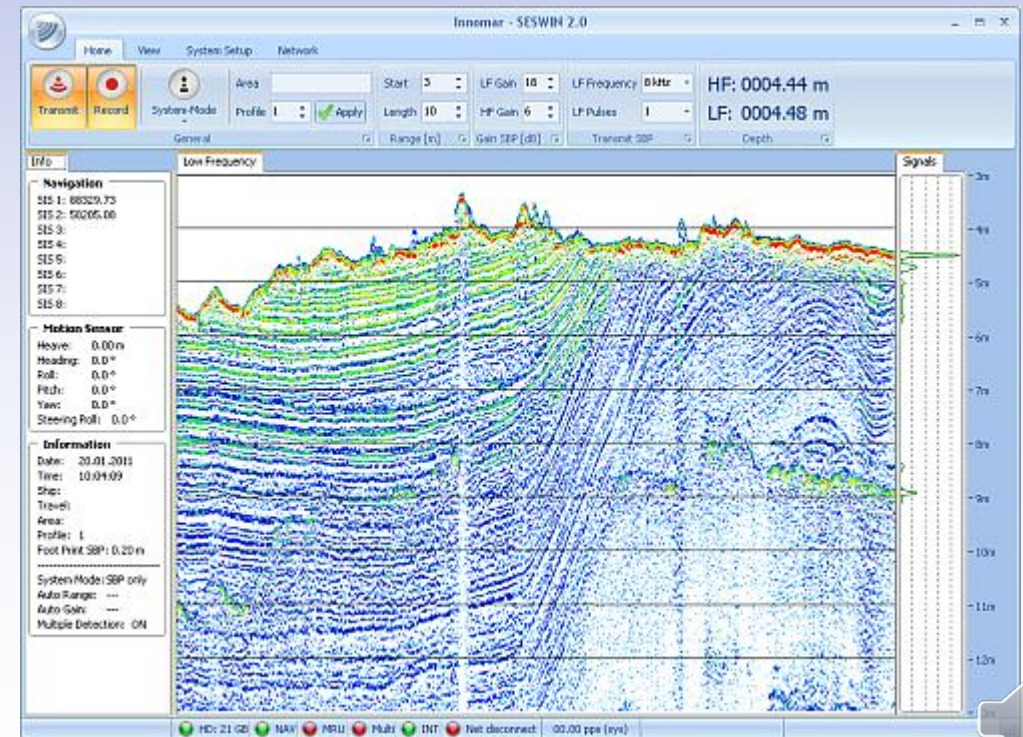 Innomar - SESWIN 2.0
Home View System Setup Network
Transmit Record System-Mode Area Profile 1 Apply
Start 3 LF Gain 18 LF Frequency 8 kHz HF: 0004.44 m
Length 10 HF Gain 6 LF Pulses 1 LF: 0004.48 m
General Range [m] Gain SBP [dB] Transmit SBP Depth
Info Low Frequency Signals
Navigation
SIS 1: 88329.73
SIS 2: 50205.00
SIS 3:
SIS 4:
SIS 5:
SIS 6:
SIS 7:
SIS 8:
Motion Sensor
Heave: 0.00 m
Heading: 0.0 °
Roll: 0.0 °
Pitch: 0.0 °
Yaw: 0.0 °
Steering Roll: 0.0 °
Information
Date: 20.01.2011
Time: 10:04:09
Ship:
Travel:
Area:
Profile: 1
Foot Print SBP: 0.20 m
System Mode: SBP only
Auto Range: ---
Auto Gain: ---
Multiple Detection: ON
3m
4m
5m
6m
7m
8m
9m
10m
11m
12m
HD: 21 GB NAV MRU Multi INT Net disconnect 00.00 pps (sys)